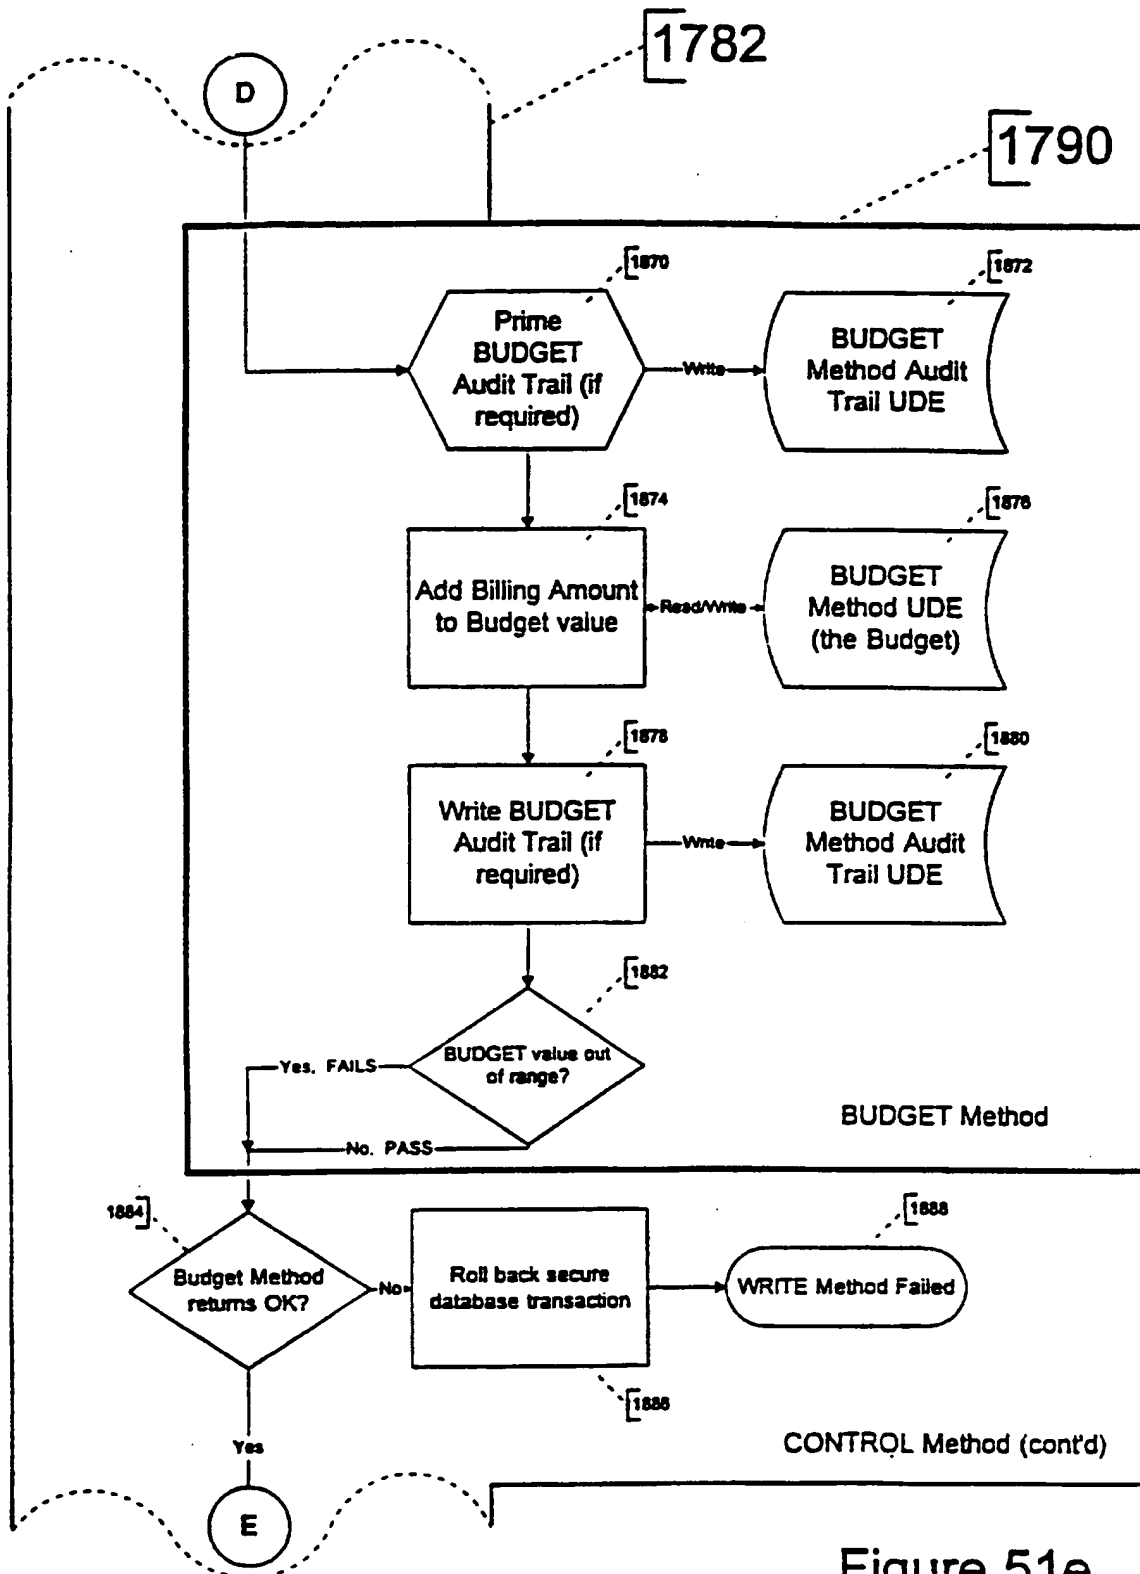 1782
D
1790
1870
1872
Prime
BUDGET
Audit Trail (if
required)
Write
BUDGET
Method Audit
Trail UDE
1874
1876
Add Billing Amount
to Budget value
Read/Write
BUDGET
Method UDE
(the Budget)
1878
1880
Write BUDGET
Audit Trail (if
required)
Write
BUDGET
Method Audit
Trail UDE
1882
BUDGET value out
of range?
Yes, FAILS
No, PASS
BUDGET Method
1884
1888
Budget Method
returns OK?
No
Roll back secure
database transaction
WRITE Method Failed
1886
Yes
CONTROL Method (cont'd)
E
Figure 51e